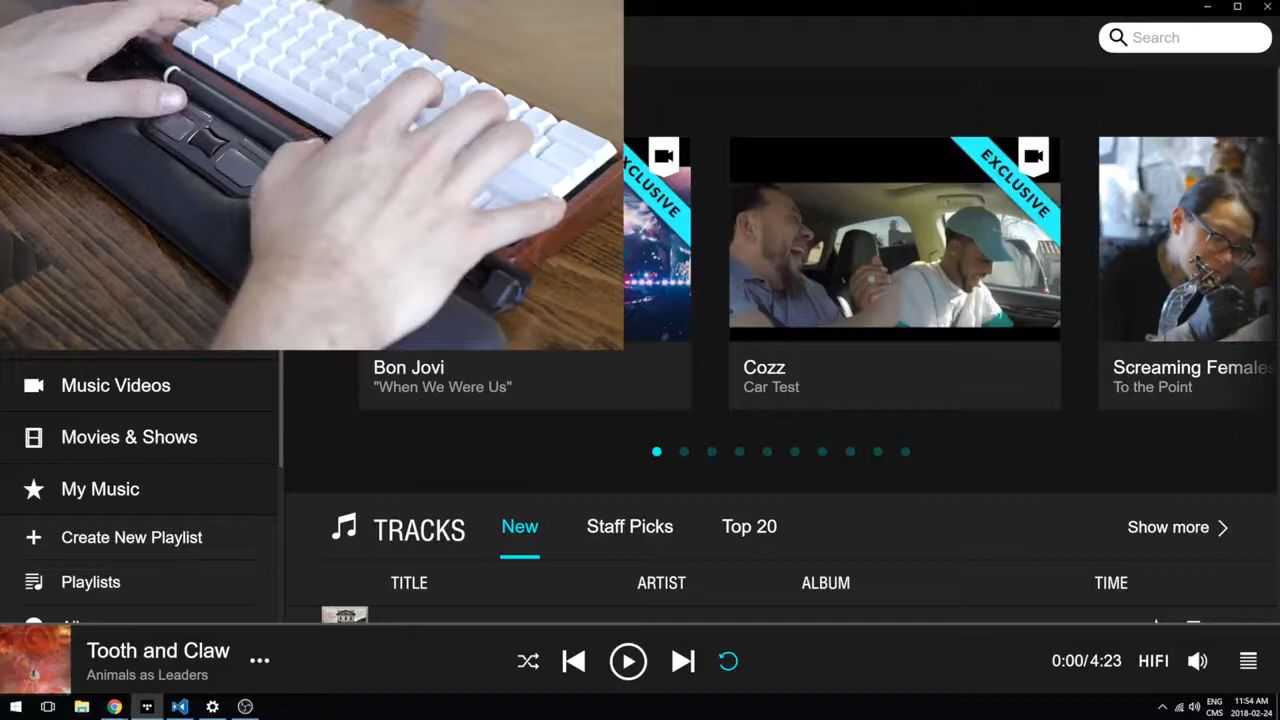 Search
EXCLUSIVE
EXCLUSIVE
Bon Jovi
"When We Were Us"
Cozz
Car Test
Screaming Females
To the Point
Music Videos
Movies & Shows
My Music
Create New Playlist
Playlists
TRACKS
New
Staff Picks
Top 20
Show more
TITLE
ARTIST
ALBUM
TIME
Tooth and Claw
Animals as Leaders
0:00/4:23
HIFI
ENG
CMS
11:54 AM
2018-02-24